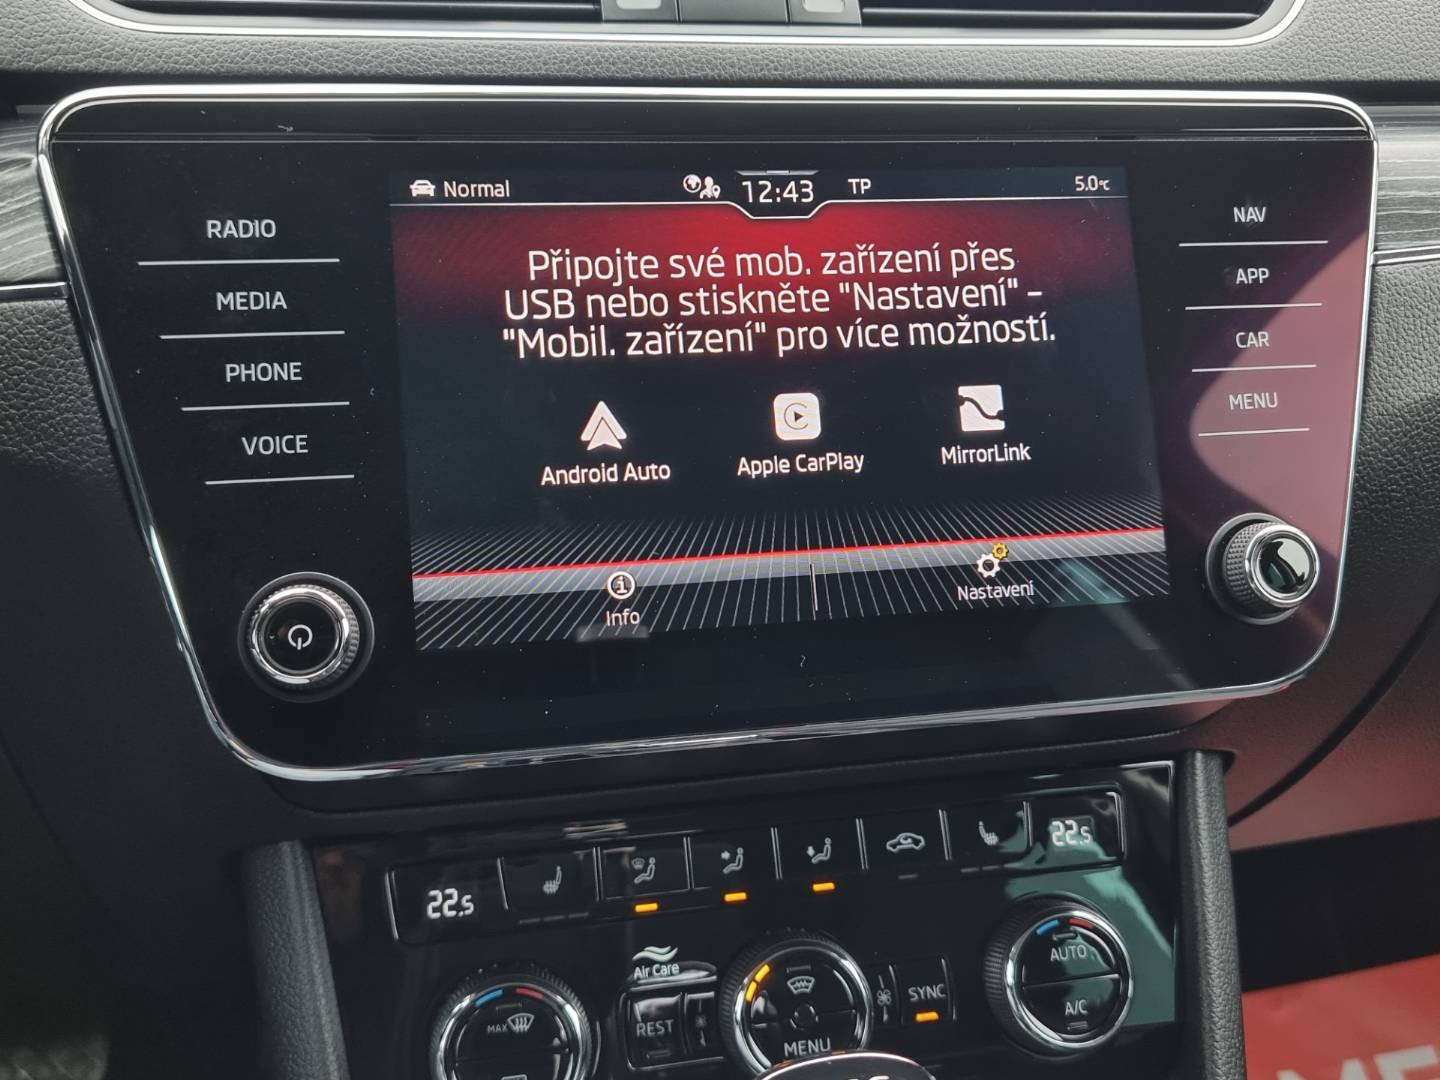 Normal
12:43
TP
5.0°C
RADIO
MEDIA
PHONE
VOICE
Připojte své mob. zařízení přes
USB nebo stiskněte "Nastavení" –
"Mobil. zařízení" pro více možností.
Android Auto
Apple CarPlay
MirrorLink
Info
Nastavení
NAV
APP
CAR
MENU
22.5
22.5
Air Care
MAX
REST
MENU
SYNC
AUTO
A/C